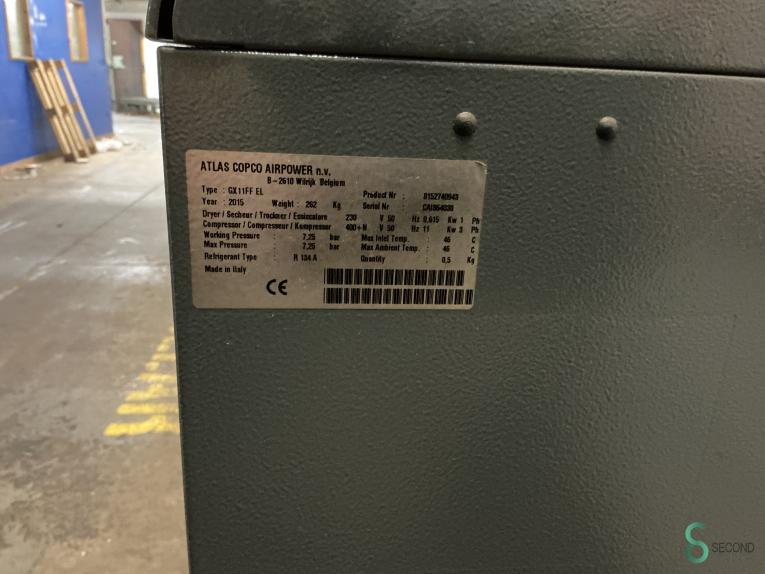 ATLAS COPCO AIRPOWER n.v.
B-2610 Wilrijk Belgium
Type : GX11FF EL Product Nr : 8152740943
Year : 2015 Weight : 262 Kg Serial Nr :
Dryer / Secheur / Trockner / Essiccatore 230 V 50 Hz 0,615 Kw 1 Ph
Compressor / Compresseur / Kompressor 400+N V 50 Hz 11 Kw 3 Ph
Working Pressure : 7,25 bar Max Inlet Temp. : 46 C
Max Pressure : 7,25 bar Max Ambient Temp. : 46 C
Refrigerant Type : R 134 A Quantity : 0,5 Kg
Made in Italy
CE
SECOND